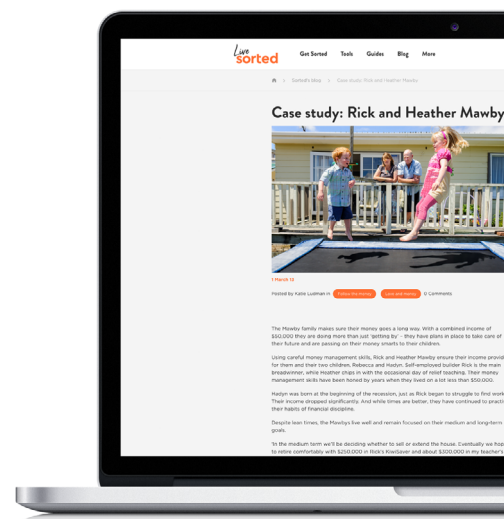 Live
sorted
Get Sorted Tools Guides Blog More
Sorted's blog > Case study: Rick and Heather Mawby
Case study: Rick and Heather Mawby
1 March 13
Posted by Katie Lusman in Follow the money Love and money 0 Comments
The Mawby family makes sure their money goes a long way. With a combined income of
$50,000 they are doing more than just 'getting by' - they have plans in place to take care of
their future and are passing on their money smarts to their children.
Using careful money management skills, Rick and Heather Mawby ensure their income provid
for them and their two children, Rebecca and Hadyn. Self-employed builder Rick is the main
breadwinner, while Heather chips in with the occasional day of relief teaching. Their money
management skills have been honed by years when they lived on a lot less than $50,000.
Hadyn was born at the beginning of the recession, just as Rick began to struggle to find work
Their income dropped significantly. And while times are better, they have continued to practi
their habits of financial discipline.
Despite lean times, the Mawbys live well and remain focused on their medium and long-term
goals.
'In the medium term we'll be deciding whether to sell or extend the house. Eventually we hop
to retire comfortably with $250,000 in Rick's KiwiSaver and about $300,000 in my teacher's